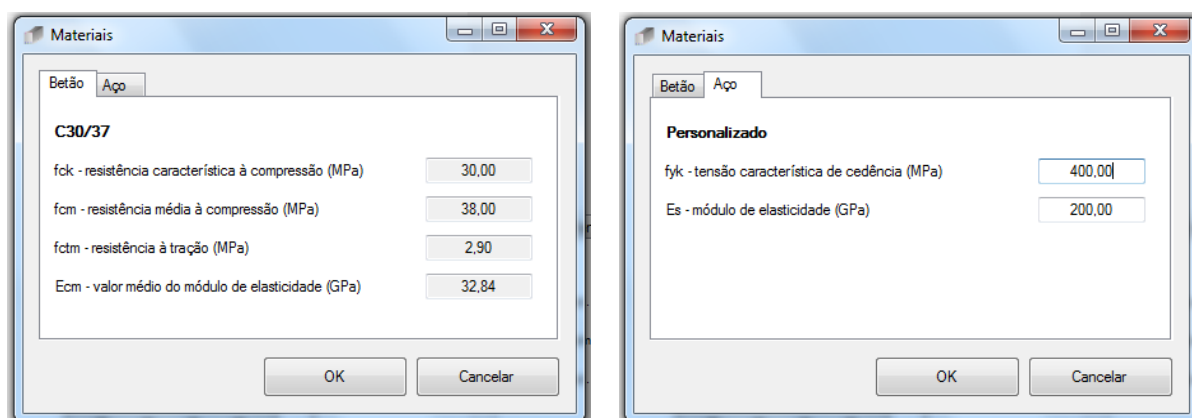 Materiais
Betão Aço
C30/37
fck - resistência característica à compressão (MPa) 30,00
fcm - resistência média à compressão (MPa) 38,00
fctm - resistência à tração (MPa) 2,90
Ecm - valor médio do módulo de elasticidade (GPa) 32,84
OK Cancelar
Materiais
Betão Aço
Personalizado
fyk - tensão característica de cedência (MPa) 400,00
Es - módulo de elasticidade (GPa) 200,00
OK Cancelar